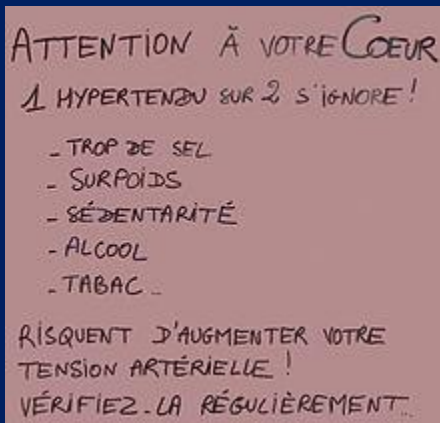 ATTENTION À VOTRE COEUR
1 HYPERTENDU SUR 2 S'IGNORE !
- TROP DE SEL
- SURPOIDS
- SÉDENTARITÉ
- ALCOOL
- TABAC ..
RISQUENT D'AUGMENTER VOTRE
TENSION ARTÉRIELLE !
VÉRIFIEZ-LA RÉGULIÈREMENT...